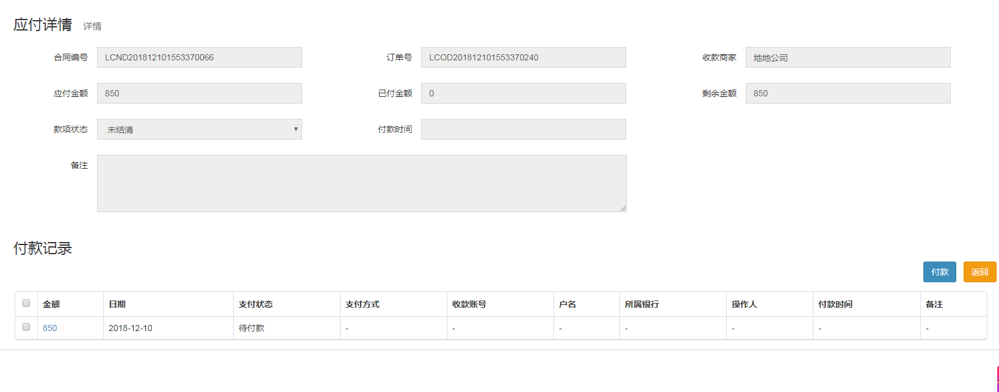 应付详情 详情
合同编号 LCND201812101553370066 订单号 LCOD201812101553370240 收款商家 地地公司
应付金额 850 已付金额 0 剩余金额 850
款项状态 未结清 付款时间
备注
付款记录
付款 返回
金额 日期 支付状态 支付方式 收款账号 户名 所属银行 操作人 付款时间 备注
850 2018-12-10 待付款 - - - - - - -